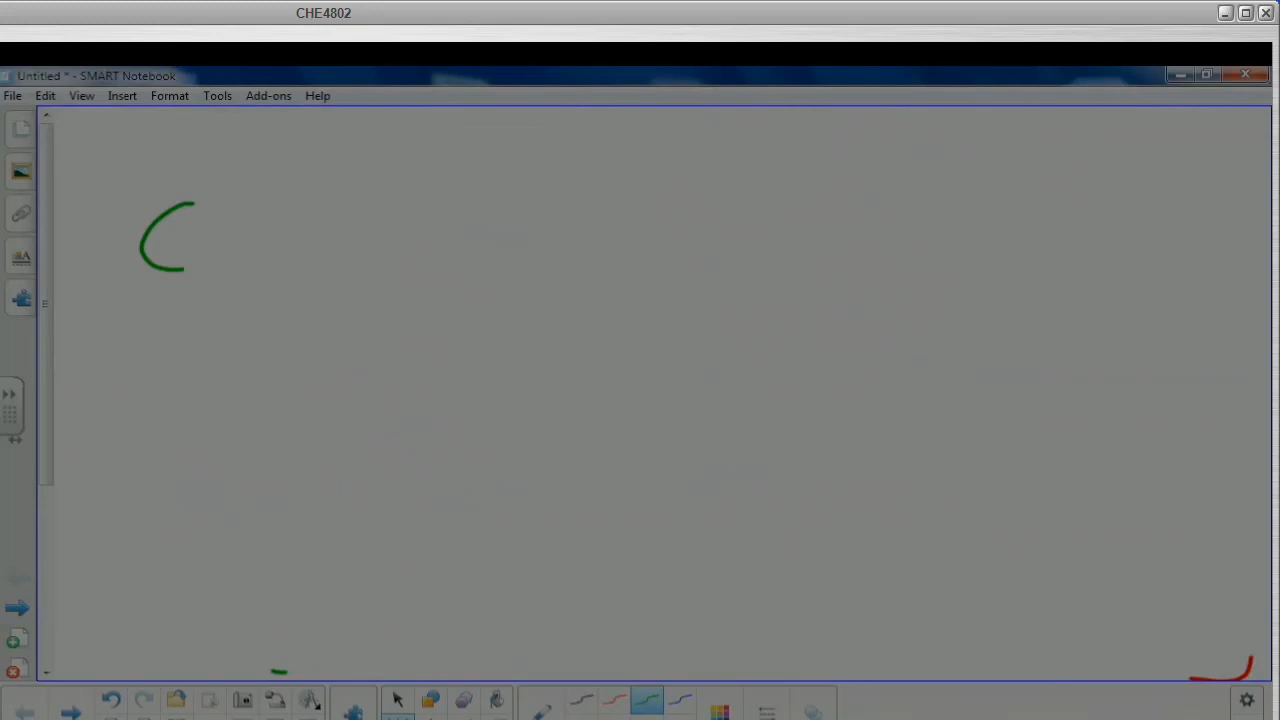 CHE4802
Untitled * - SMART Notebook
File Edit View Insert Format Tools Add-ons Help
C